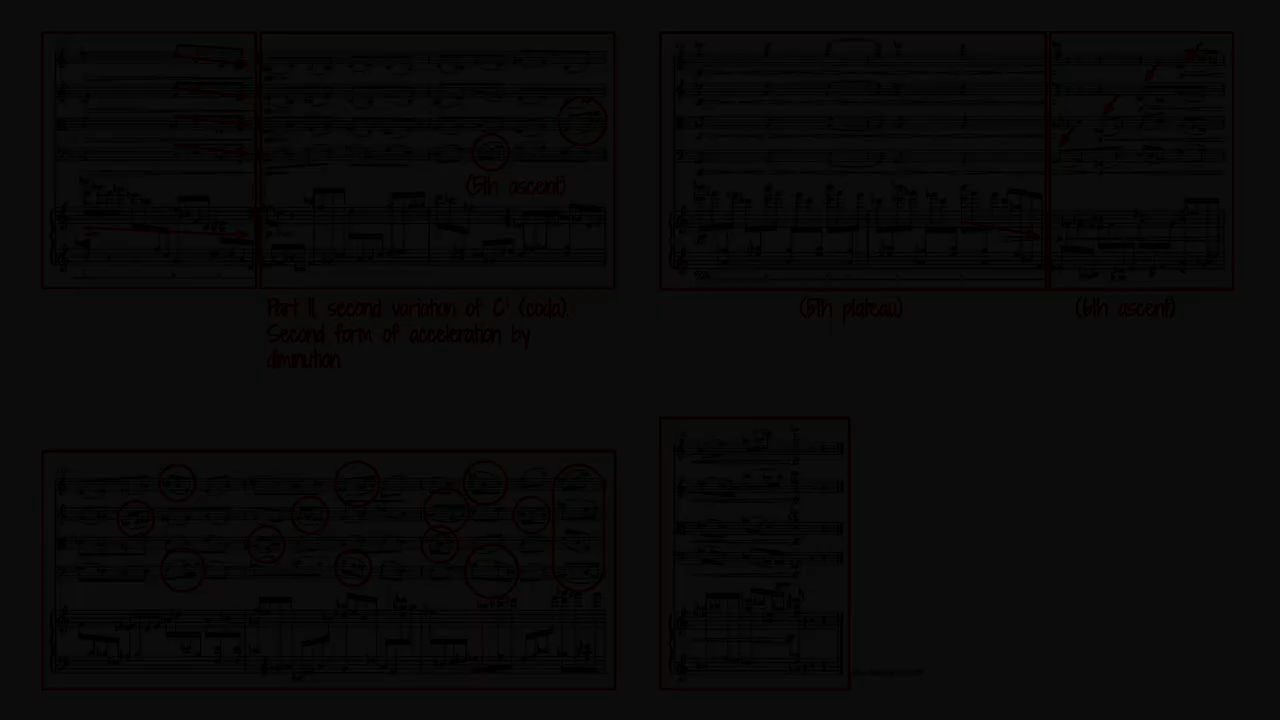 (5th ascent)
Part II, second variation of C' (coda).
Second form of acceleration by
diminution.
(5th plateau)
(6th ascent)